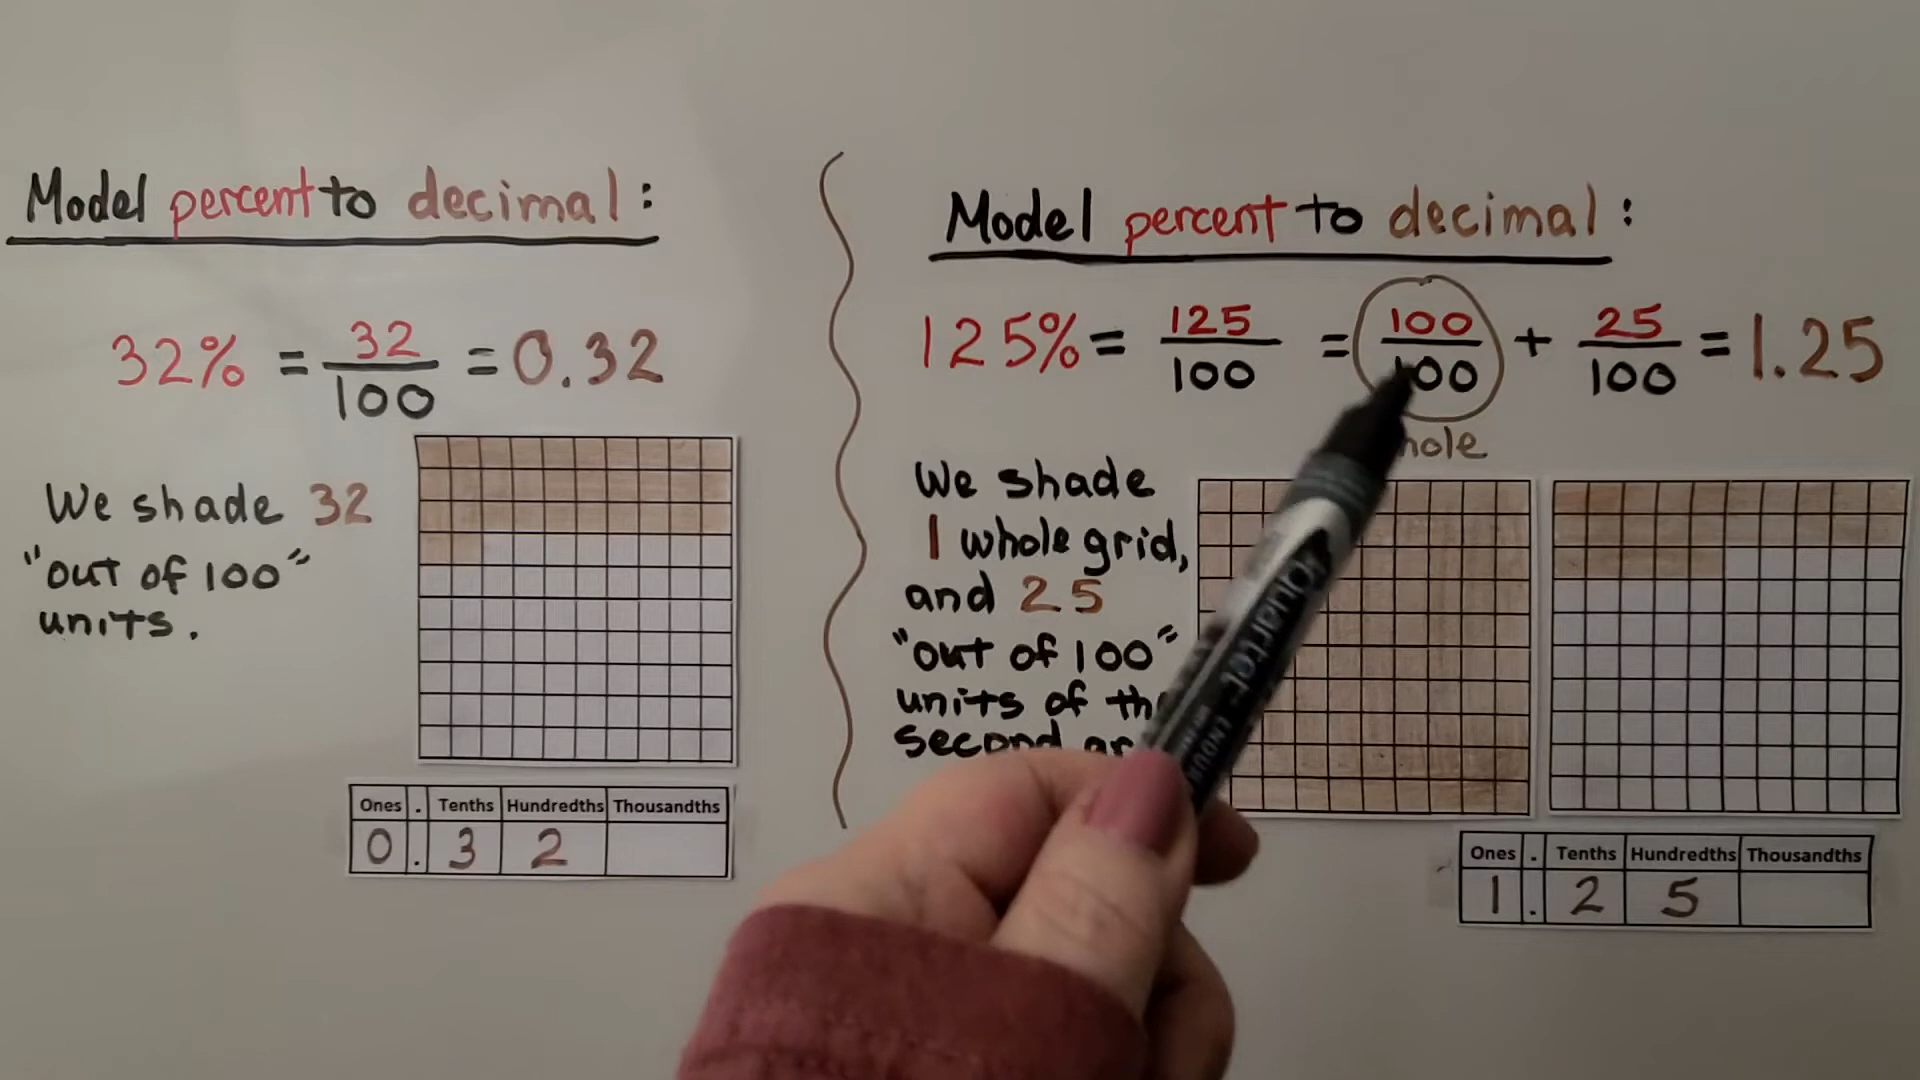 Model percent to decimal:
32% = 32/100 = 0.32
We shade 32
"out of 100"
units.
Ones . Tenths Hundredths Thousandths
0 . 3 2
Model percent to decimal:
125% = 125/100 = 100/100 + 25/100 = 1.25
We shade
1 whole grid,
and 25
"out of 100"
units of
second
Ones . Tenths Hundredths Thousandths
1 . 2 5
quartet